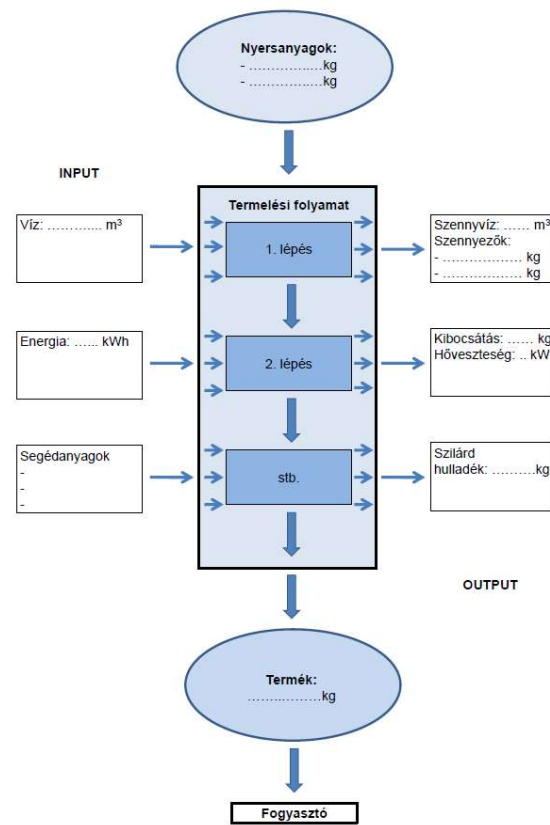 Nyersanyagok:
- ……………..…kg
- ……………..…kg
INPUT
Termelési folyamat
Víz: ………..... m³
1. lépés
Szennyvíz: …… m³
Szennyezők:
- ……………… kg
- ……………… kg
Energia: …... kWh
2. lépés
Kibocsátás: …… kg
Hőveszteség: .. kW
Segédanyagok
-
-
-
stb.
Szilárd
hulladék: ……….kg
OUTPUT
Termék:
……..………kg
Fogyasztó